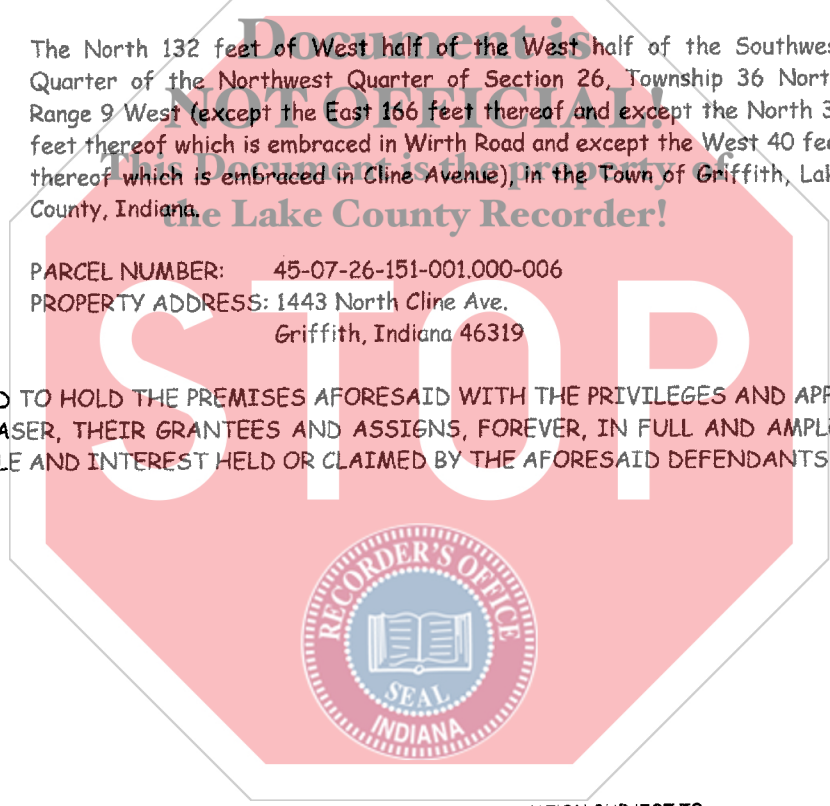 Document is
The North 132 feet of West half of the West half of the Southwes
Quarter of the Northwest Quarter of Section 26, Township 36 Nort
NOT OFFICIAL!
Range 9 West (except the East 166 feet thereof and except the North 3
feet thereof which is embraced in Wirth Road and except the West 40 fee
This Document is the property of
thereof which is embraced in Cline Avenue), in the Town of Griffith, Lak
County, Indiana.
the Lake County Recorder!
PARCEL NUMBER: 45-07-26-151-001.000-006
PROPERTY ADDRESS: 1443 North Cline Ave.
Griffith, Indiana 46319
STOP
D TO HOLD THE PREMISES AFORESAID WITH THE PRIVILEGES AND APP
ASER, THEIR GRANTEES AND ASSIGNS, FOREVER, IN FULL AND AMPL
LE AND INTEREST HELD OR CLAIMED BY THE AFORESAID DEFENDANTS
RECORDER'S OFFICE
SEAL
INDIANA
SUBJECT TO